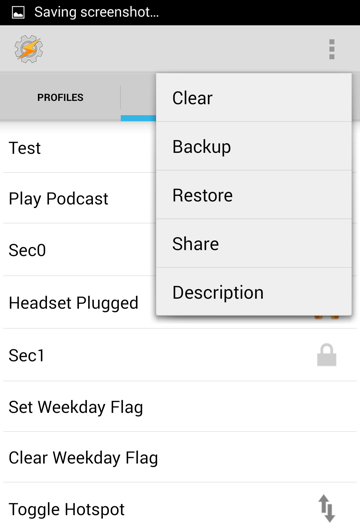 Saving screenshot...
PROFILES
Clear
Backup
Restore
Share
Description
Test
Play Podcast
Sec0
Headset Plugged
Sec1
Set Weekday Flag
Clear Weekday Flag
Toggle Hotspot